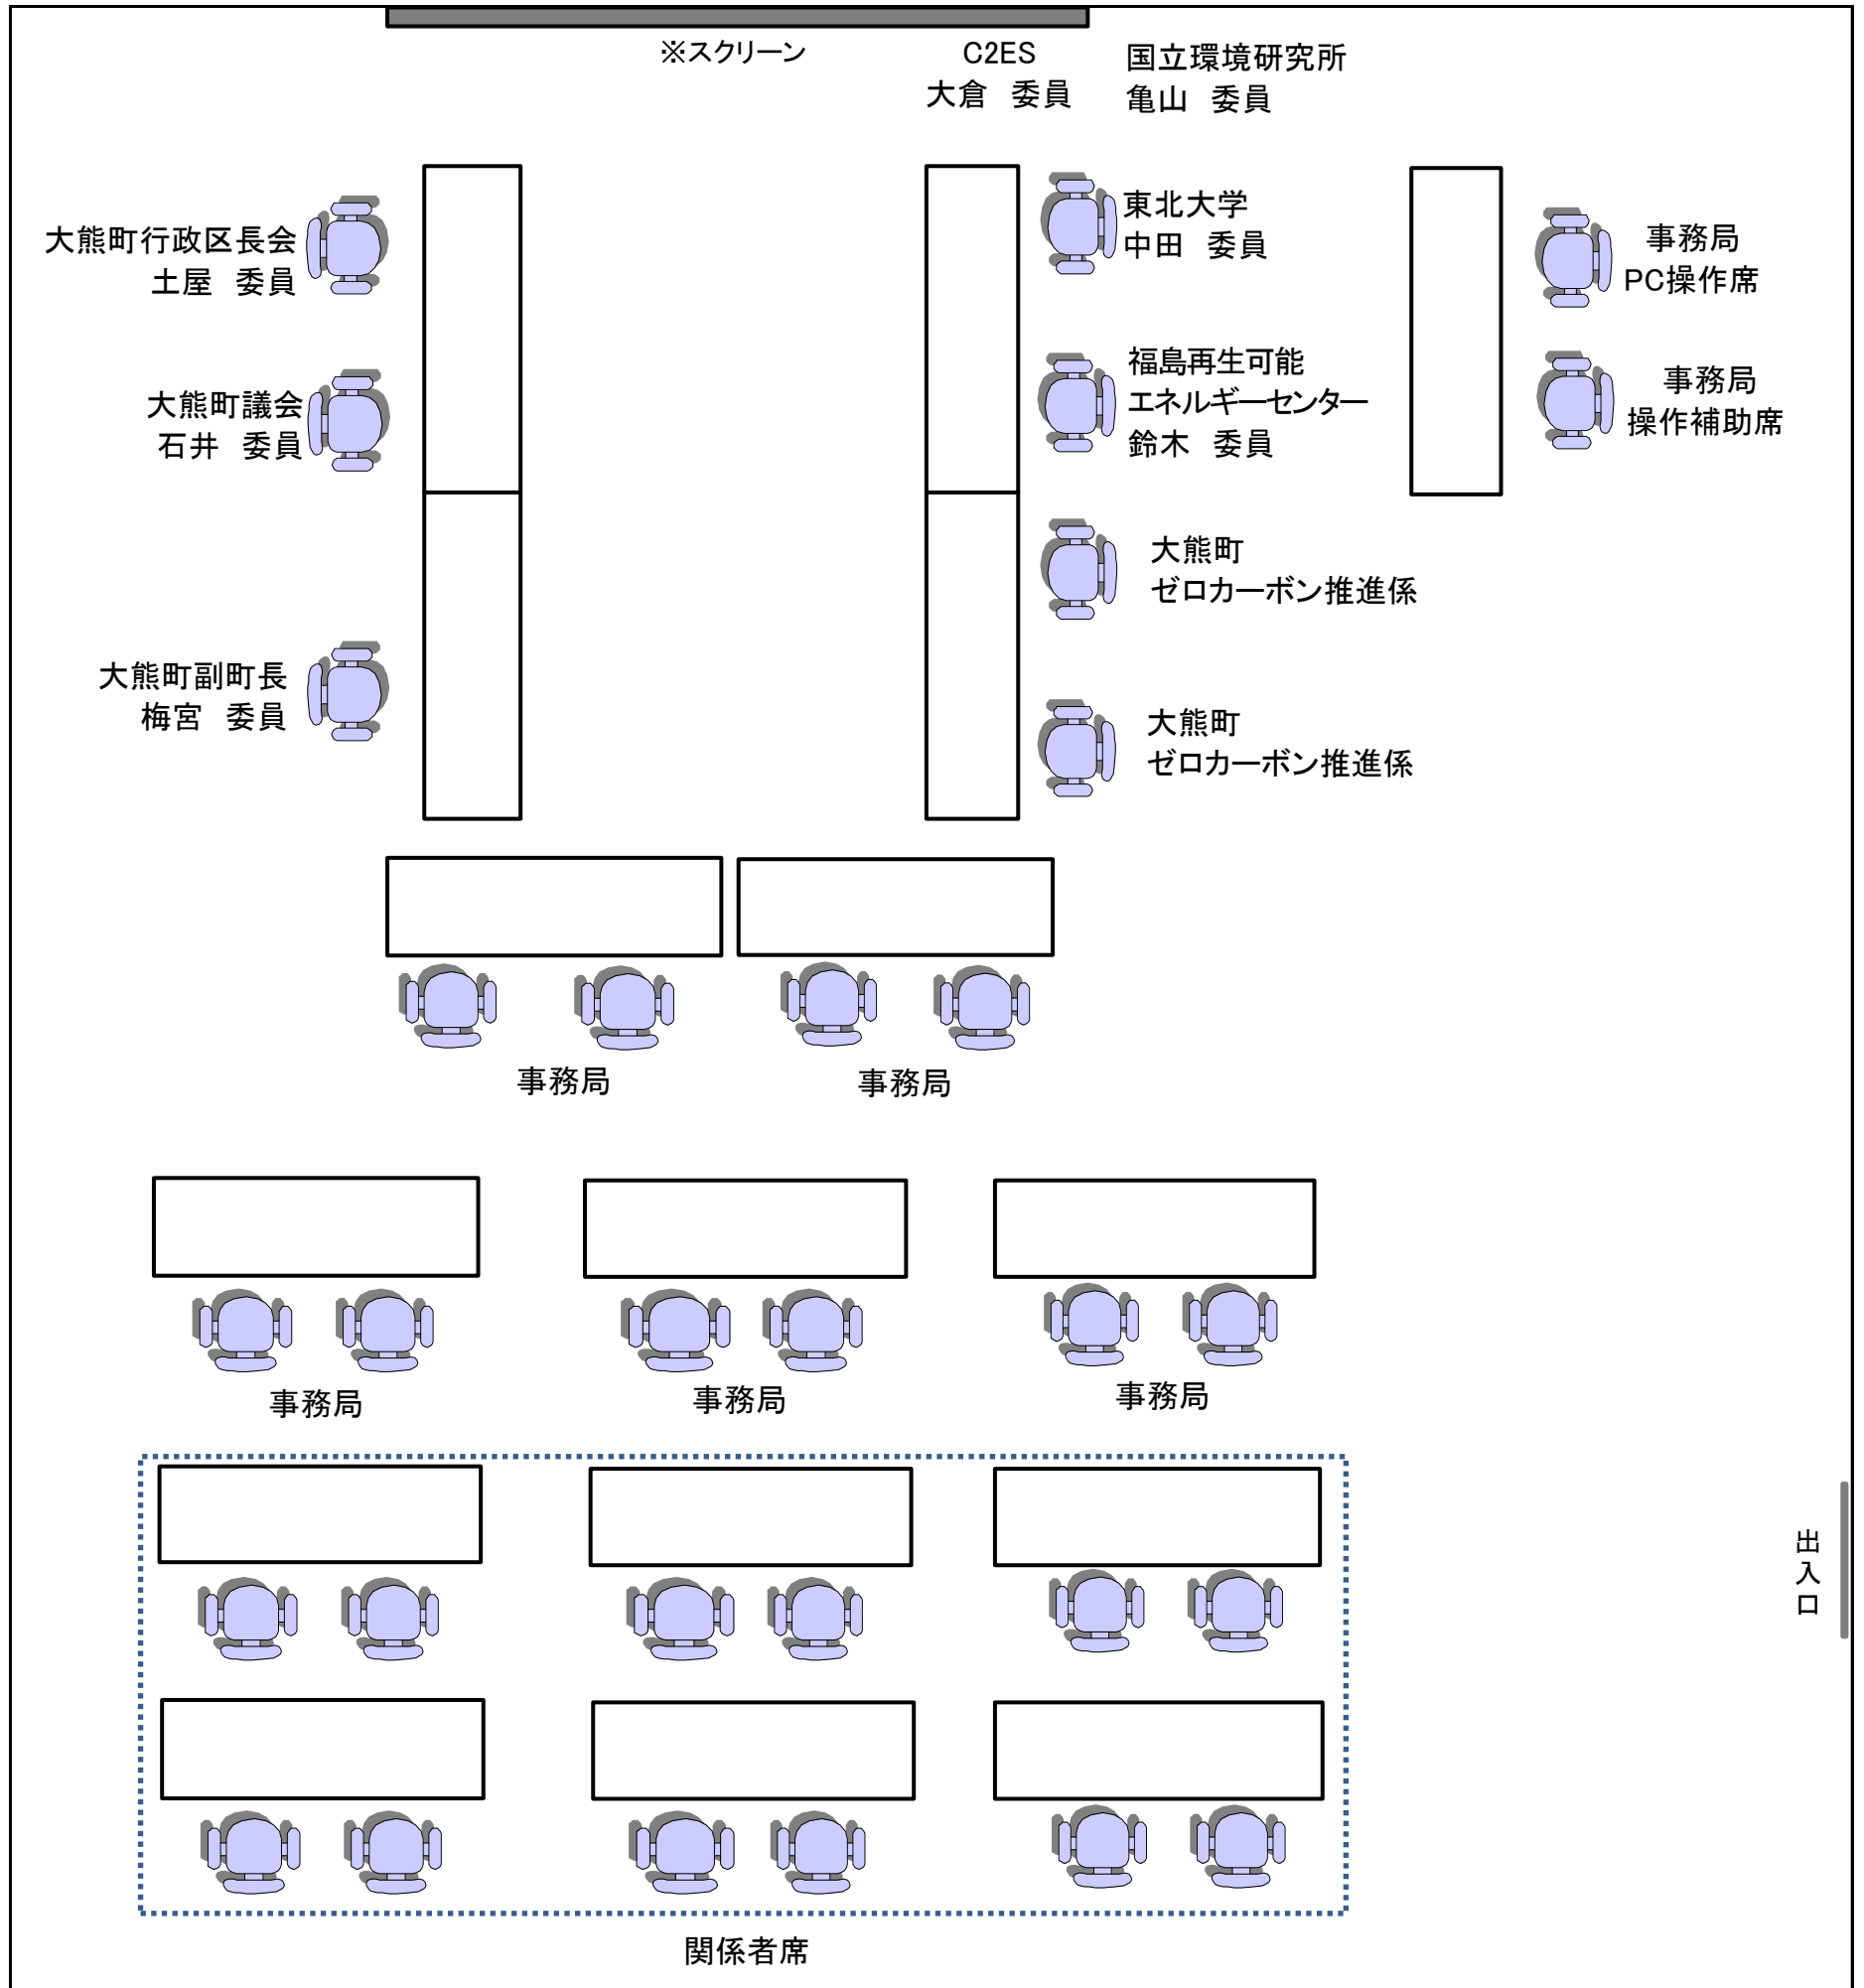 ※スクリーン
C2ES
大倉　委員
国立環境研究所
亀山　委員
大熊町行政区長会
土屋　委員
東北大学
中田　委員
事務局
PC操作席
大熊町議会
石井　委員
福島再生可能
エネルギーセンター
鈴木　委員
事務局
操作補助席
大熊町
ゼロカーボン推進係
大熊町副町長
梅宮　委員
大熊町
ゼロカーボン推進係
事務局
事務局
事務局
事務局
事務局
出入口
関係者席